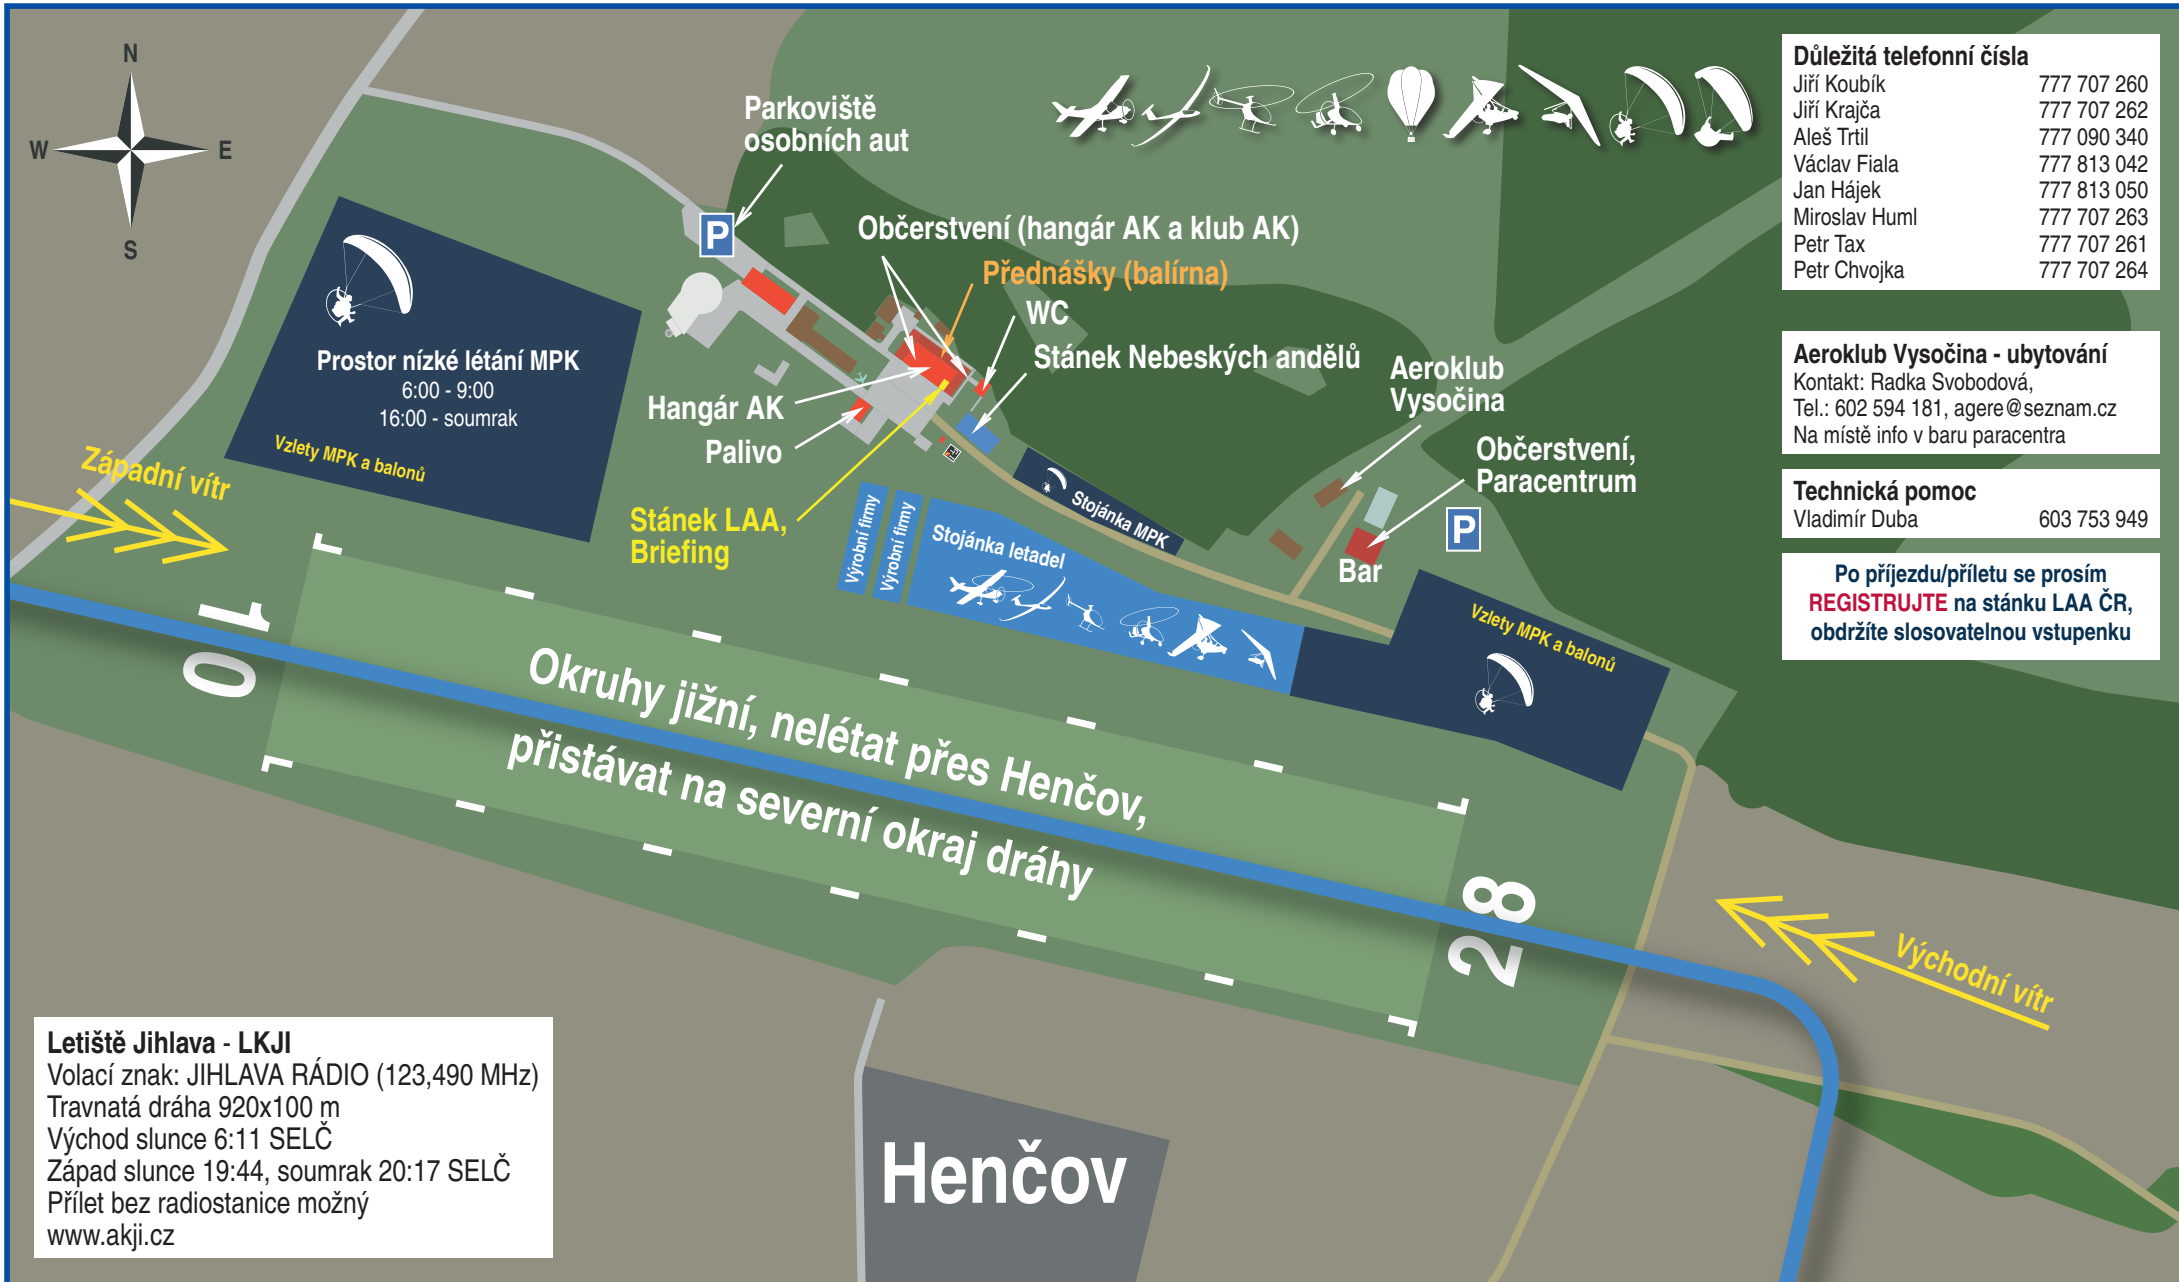 N
W
E
S
Parkoviště
osobních aut
P
Občerstvení (hangár AK a klub AK)
Přednášky (balírna)
WC
Stánek Nebeských andělů
Aeroklub
Vysočina
Občerstvení,
Paracentrum
P
Bar
Hangár AK
Palivo
Stánek LAA,
Briefing
Prostor nízké létání MPK
6:00 - 9:00
16:00 - soumrak
Vzlety MPK a balonů
Západní vítr
Výrobní firmy
Výrobní firmy
Stojánka letadel
Stojánka MPK
Vzlety MPK a balonů
01
Okruhy jižní, nelétat přes Henčov,
přistávat na severní okraj dráhy
28
Východní vítr
Henčov
Důležitá telefonní čísla
Jiří Koubík 777 707 260
Jiří Krajča 777 707 262
Aleš Trtil 777 090 340
Václav Fiala 777 813 042
Jan Hájek 777 813 050
Miroslav Huml 777 707 263
Petr Tax 777 707 261
Petr Chvojka 777 707 264
Aeroklub Vysočina - ubytování
Kontakt: Radka Svobodová,
Tel.: 602 594 181, agere@seznam.cz
Na místě info v baru paracentra
Technická pomoc
Vladimír Duba 603 753 949
Po příjezdu/příletu se prosím
REGISTRUJTE na stánku LAA ČR,
obdržíte slosovatelnou vstupenku
Letiště Jihlava - LKJI
Volací znak: JIHLAVA RÁDIO (123,490 MHz)
Travnatá dráha 920x100 m
Východ slunce 6:11 SELČ
Západ slunce 19:44, soumrak 20:17 SELČ
Přílet bez radiostanice možný
www.akji.cz